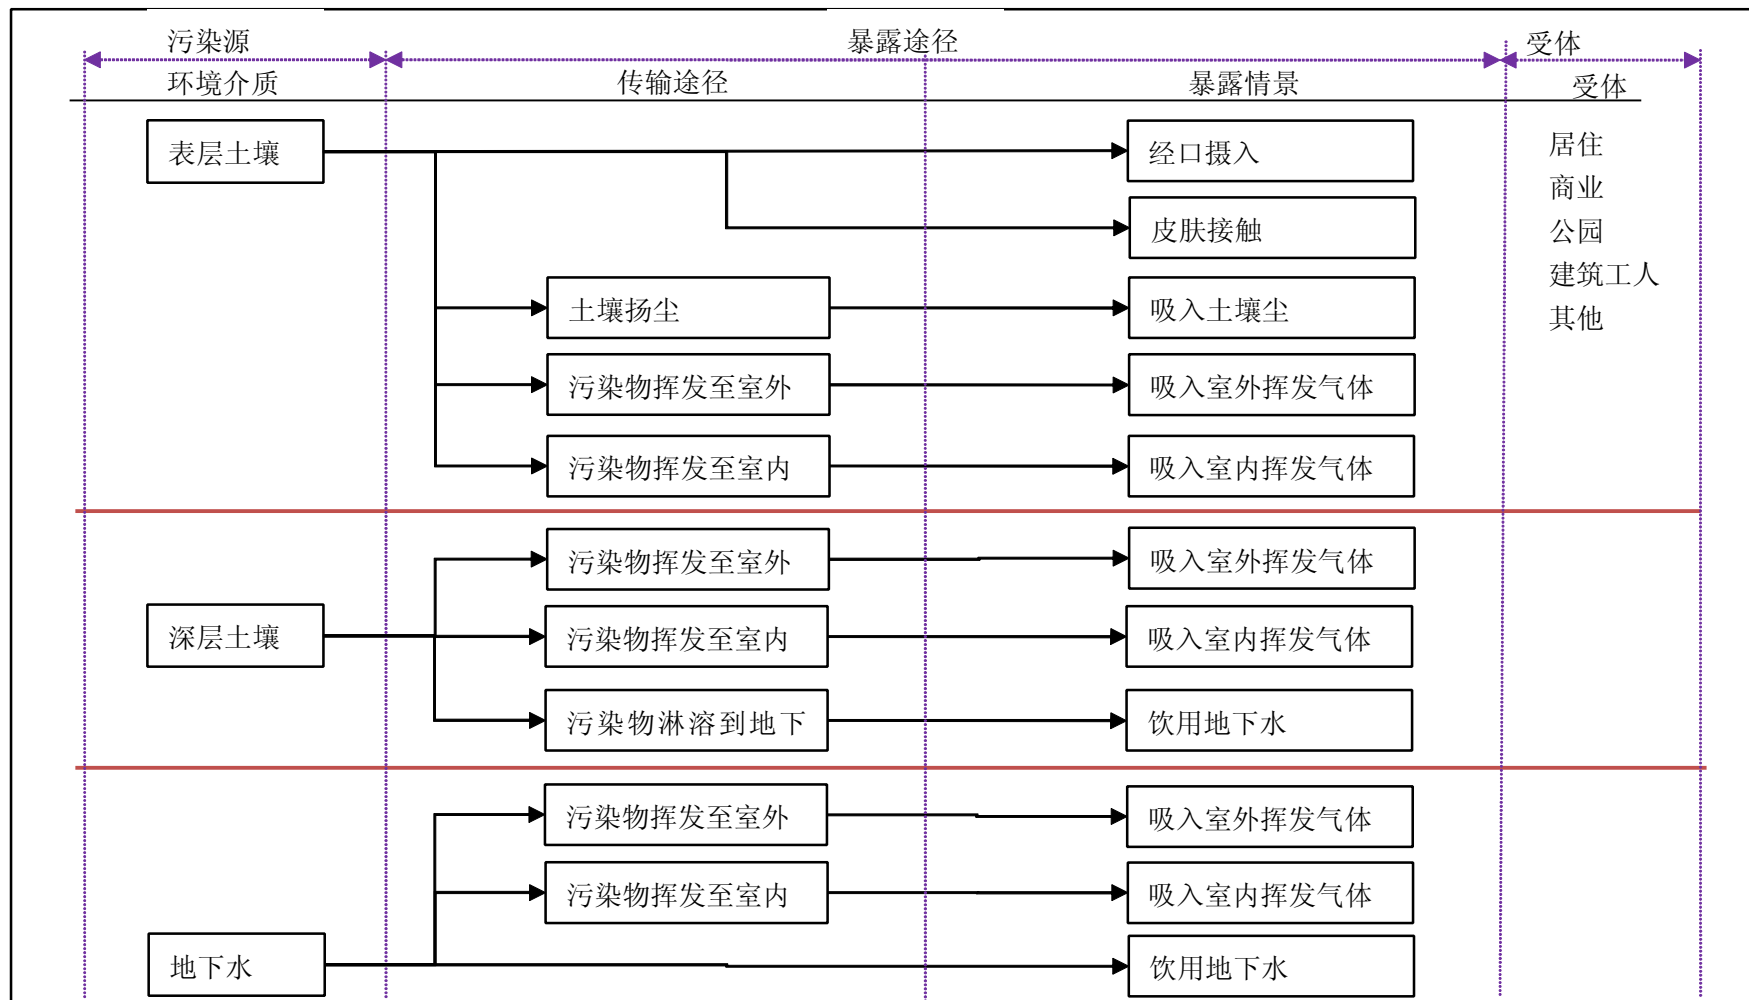 污染源
暴露途径
受体
环境介质
传输途径
暴露情景
受体
表层土壤
经口摄入
居住
商业
公园
建筑工人
其他
皮肤接触
土壤扬尘
吸入土壤尘
污染物挥发至室外
吸入室外挥发气体
污染物挥发至室内
吸入室内挥发气体
污染物挥发至室外
吸入室外挥发气体
深层土壤
污染物挥发至室内
吸入室内挥发气体
污染物淋溶到地下
饮用地下水
污染物挥发至室外
吸入室外挥发气体
污染物挥发至室内
吸入室内挥发气体
地下水
饮用地下水